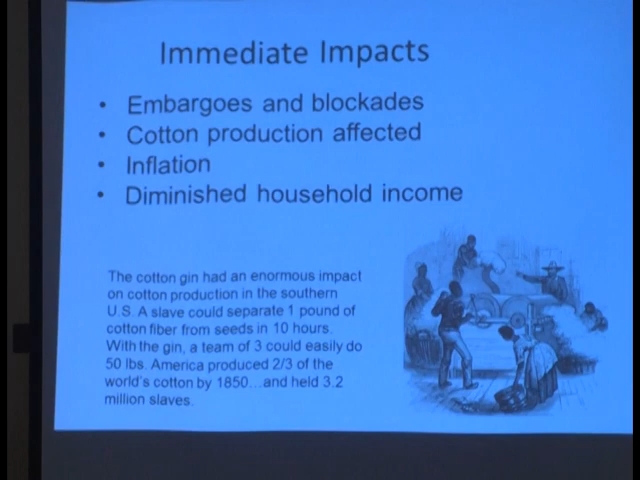 Immediate Impacts
• Embargoes and blockades
• Cotton production affected
• Inflation
• Diminished household income
The cotton gin had an enormous impact
on cotton production in the southern
U.S. A slave could separate 1 pound of
cotton fiber from seeds in 10 hours.
With the gin, a team of 3 could easily do
50 lbs. America produced 2/3 of the
world's cotton by 1850...and held 3.2
million slaves.